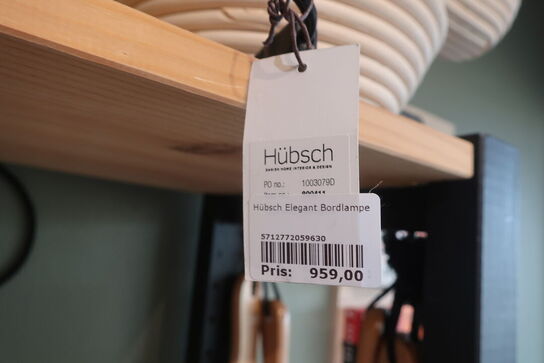 Hübsch
DANISH HOME INTERIOR & DESIGN
PO no.: 1003079D
Hübsch Elegant Bordlampe
5712772059630
Pris: 959,00